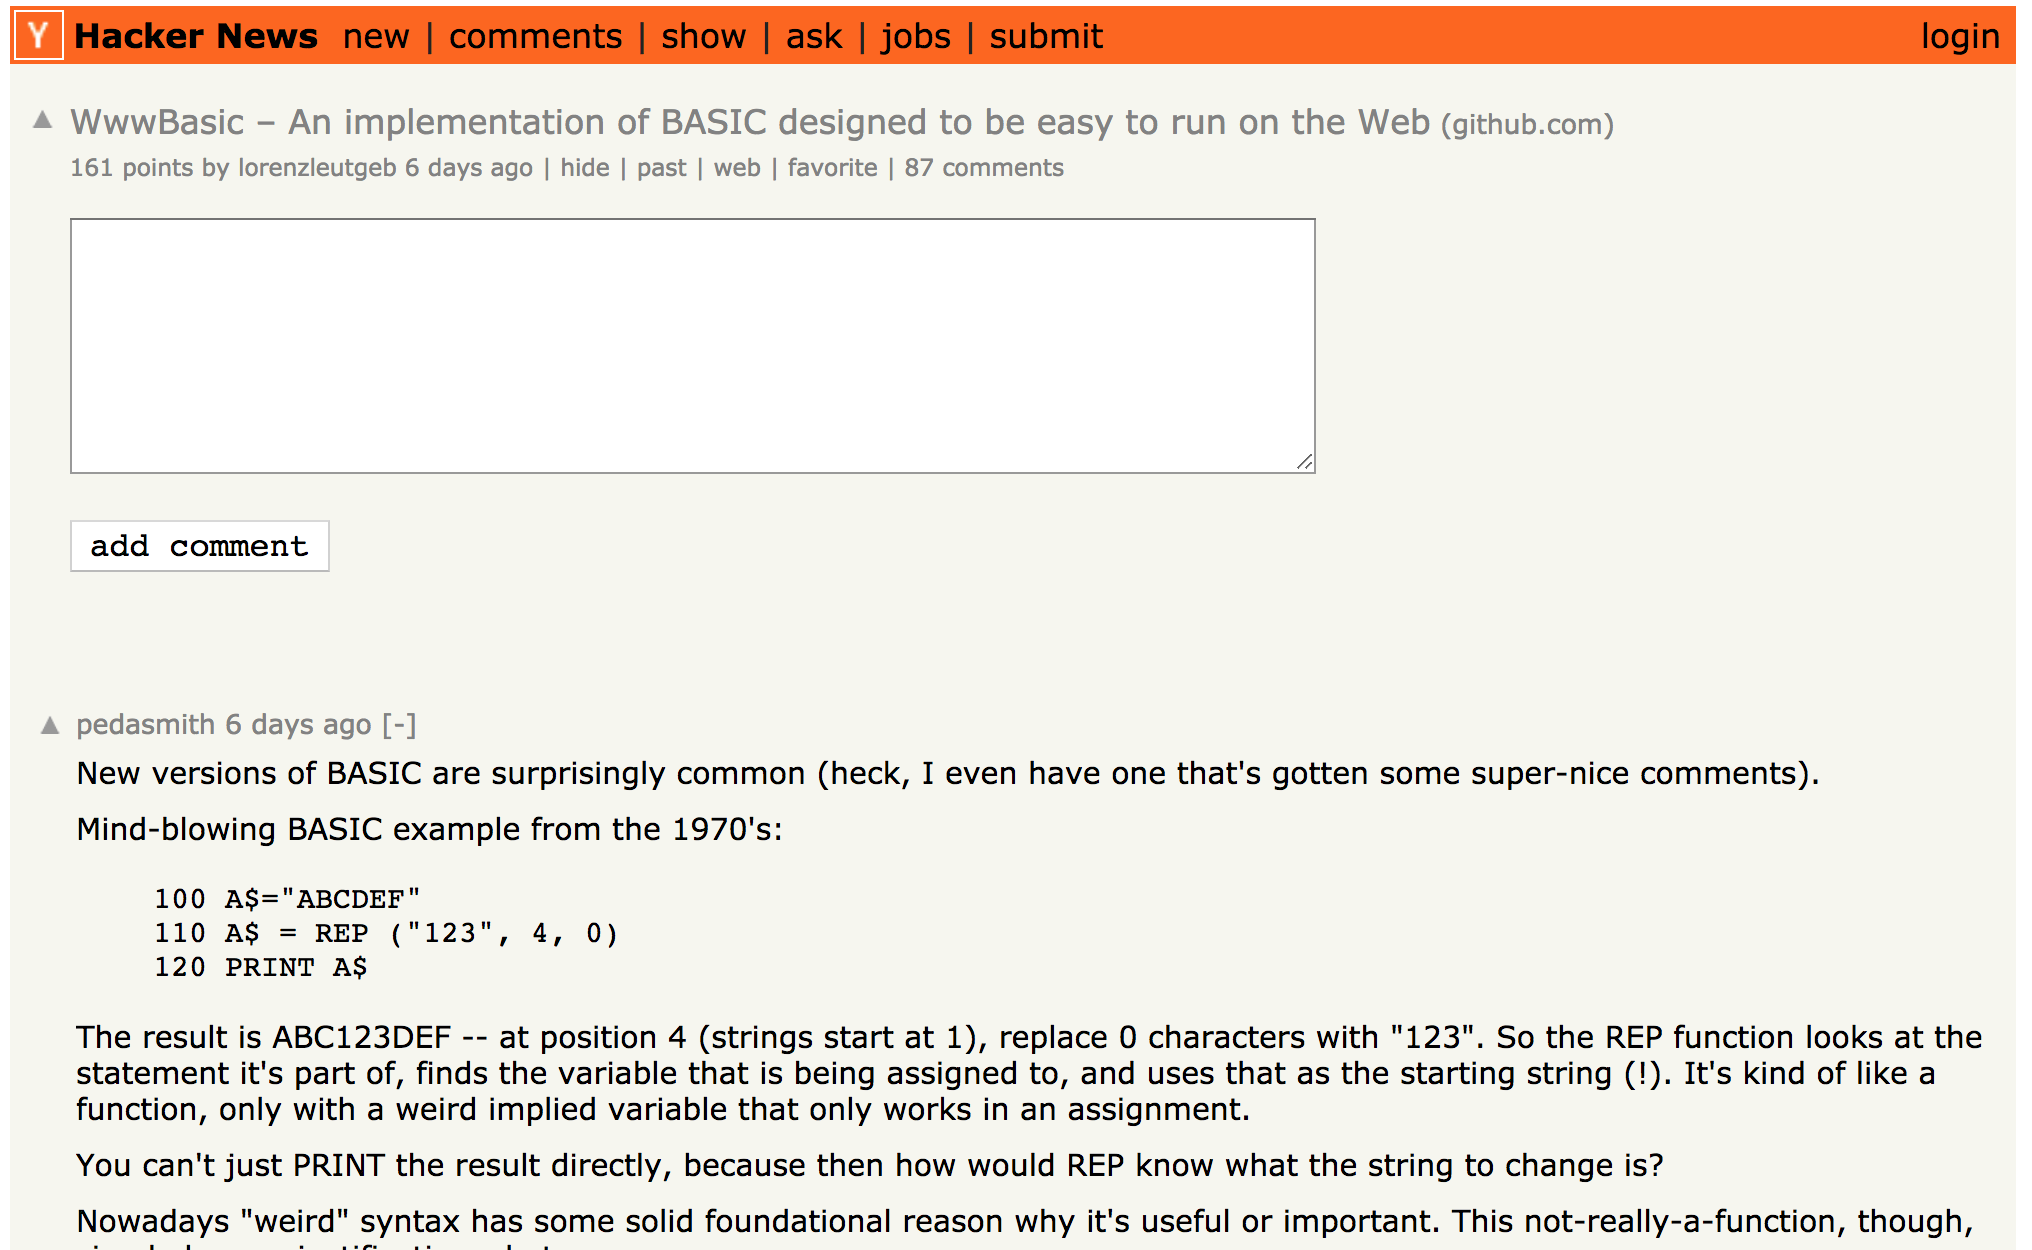 Y Hacker News new | comments | show | ask | jobs | submit login
▲ WwwBasic – An implementation of BASIC designed to be easy to run on the Web (github.com)
161 points by lorenzleutgeb 6 days ago | hide | past | web | favorite | 87 comments
add comment
▲ pedasmith 6 days ago [-]
New versions of BASIC are surprisingly common (heck, I even have one that's gotten some super-nice comments).
Mind-blowing BASIC example from the 1970's:
100 A$="ABCDEF"
110 A$ = REP ("123", 4, 0)
120 PRINT A$
The result is ABC123DEF -- at position 4 (strings start at 1), replace 0 characters with "123". So the REP function looks at the
statement it's part of, finds the variable that is being assigned to, and uses that as the starting string (!). It's kind of like a
function, only with a weird implied variable that only works in an assignment.
You can't just PRINT the result directly, because then how would REP know what the string to change is?
Nowadays "weird" syntax has some solid foundational reason why it's useful or important. This not-really-a-function, though,